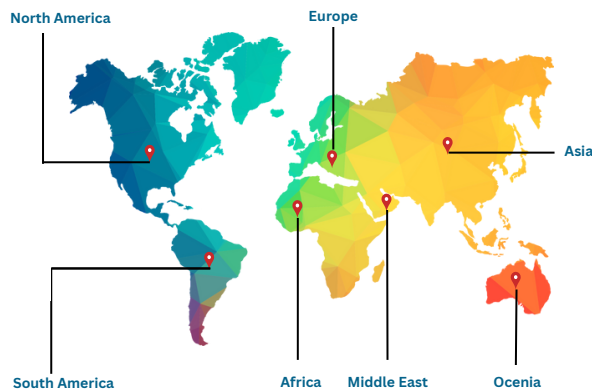 North America
Europe
Asia
South America
Africa
Middle East
Ocenia